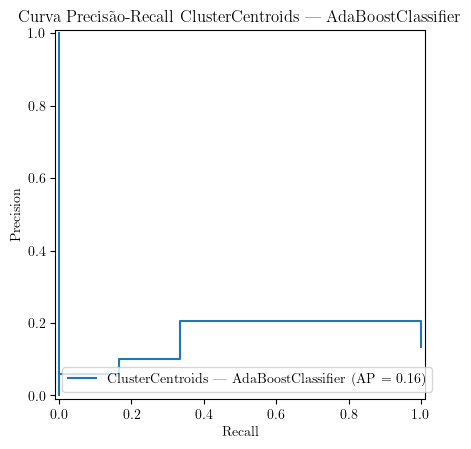 Curva Precisão-Recall ClusterCentroids — AdaBoostClassifier
1.0
0.8
0.6
0.4
0.2
0.0
Precision
ClusterCentroids — AdaBoostClassifier (AP = 0.16)
0.0 0.2 0.4 0.6 0.8 1.0
Recall